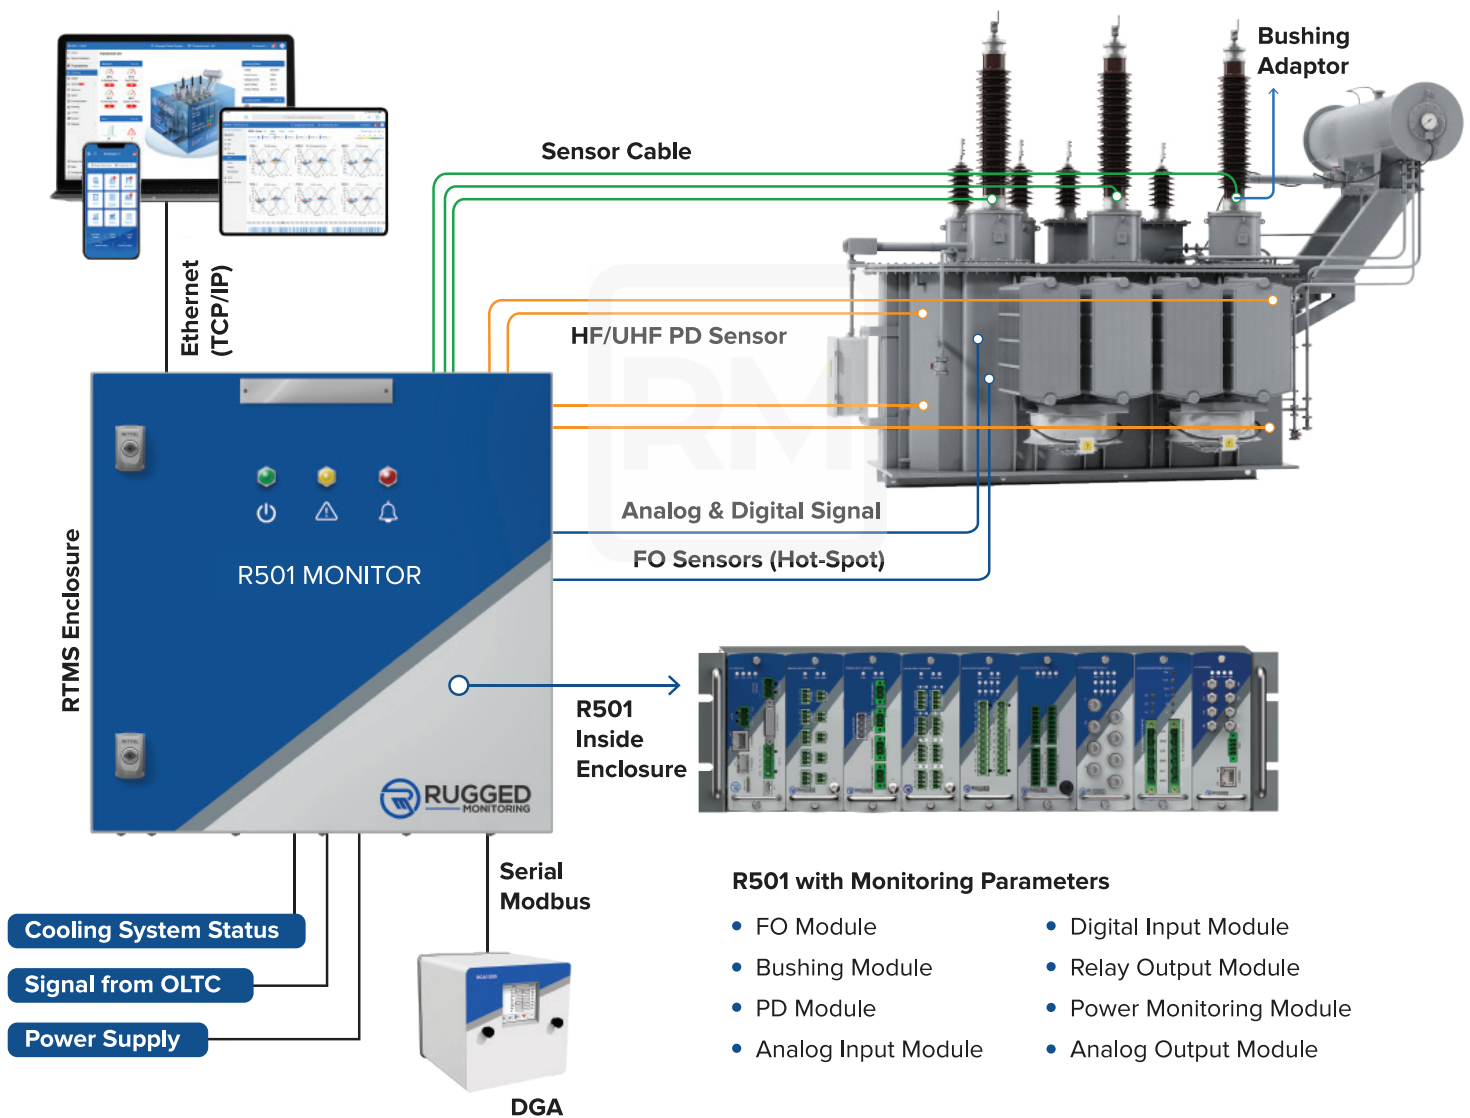 Bushing
Adaptor
Sensor Cable
Ethernet
(TCP/IP)
HF/UHF PD Sensor
RM
Analog & Digital Signal
FO Sensors (Hot-Spot)
RTMS Enclosure
R501 MONITOR
RUGGED
MONITORING
R501
Inside
Enclosure
Serial
Modbus
Cooling System Status
Signal from OLTC
Power Supply
DGA
R501 with Monitoring Parameters
• FO Module
• Bushing Module
• PD Module
• Analog Input Module
• Digital Input Module
• Relay Output Module
• Power Monitoring Module
• Analog Output Module